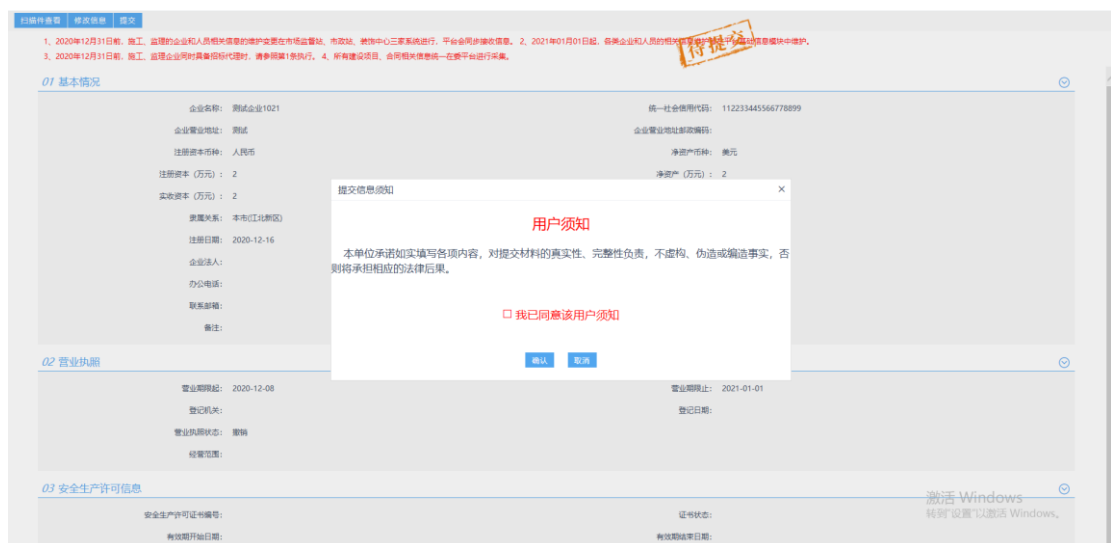 扫描件查看 修改信息 提交
1、2020年12月31日前、施工、监理的企业和人员相关信息的维护变更在市场监督站、市政站、装饰中心三家系统进行，平台会同步接收信息。 2、2021年01月01日起，各类企业和人员的相关信息维护
3、2020年12月31日前、施工、监理企业同时具备招标代理时，请参照第1条执行。 4、所有建设项目、合同相关信息统一在委平台进行采集。
待提交
01 基本情况
企业名称： 测试企业1021 统一社会信用代码： 112233445566778899
企业营业地址： 测试 企业营业地址邮政编码：
注册资本币种： 人民币 净资产币种： 美元
注册资本（万元）： 2 净资产（万元）： 2
实收资本（万元）： 2
隶属关系： 本市(江北新区)
注册日期： 2020-12-16
企业法人：
办公电话：
联系邮箱：
备注：
提交信息须知 ×
用户须知
本单位承诺如实填写各项内容，对提交材料的真实性、完整性负责，不虚构、伪造或编造事实，否
则将承担相应的法律后果。
我已同意该用户须知
确认 取消
02 营业执照
营业期限起： 2020-12-08 营业期限止： 2021-01-01
登记机关： 登记日期：
营业执照状态： 撤销
经营范围：
03 安全生产许可信息
安全生产许可证书编号： 证书状态：
有效期开始日期： 有效期结束日期：
激活 Windows
转到"设置"以激活 Windows。